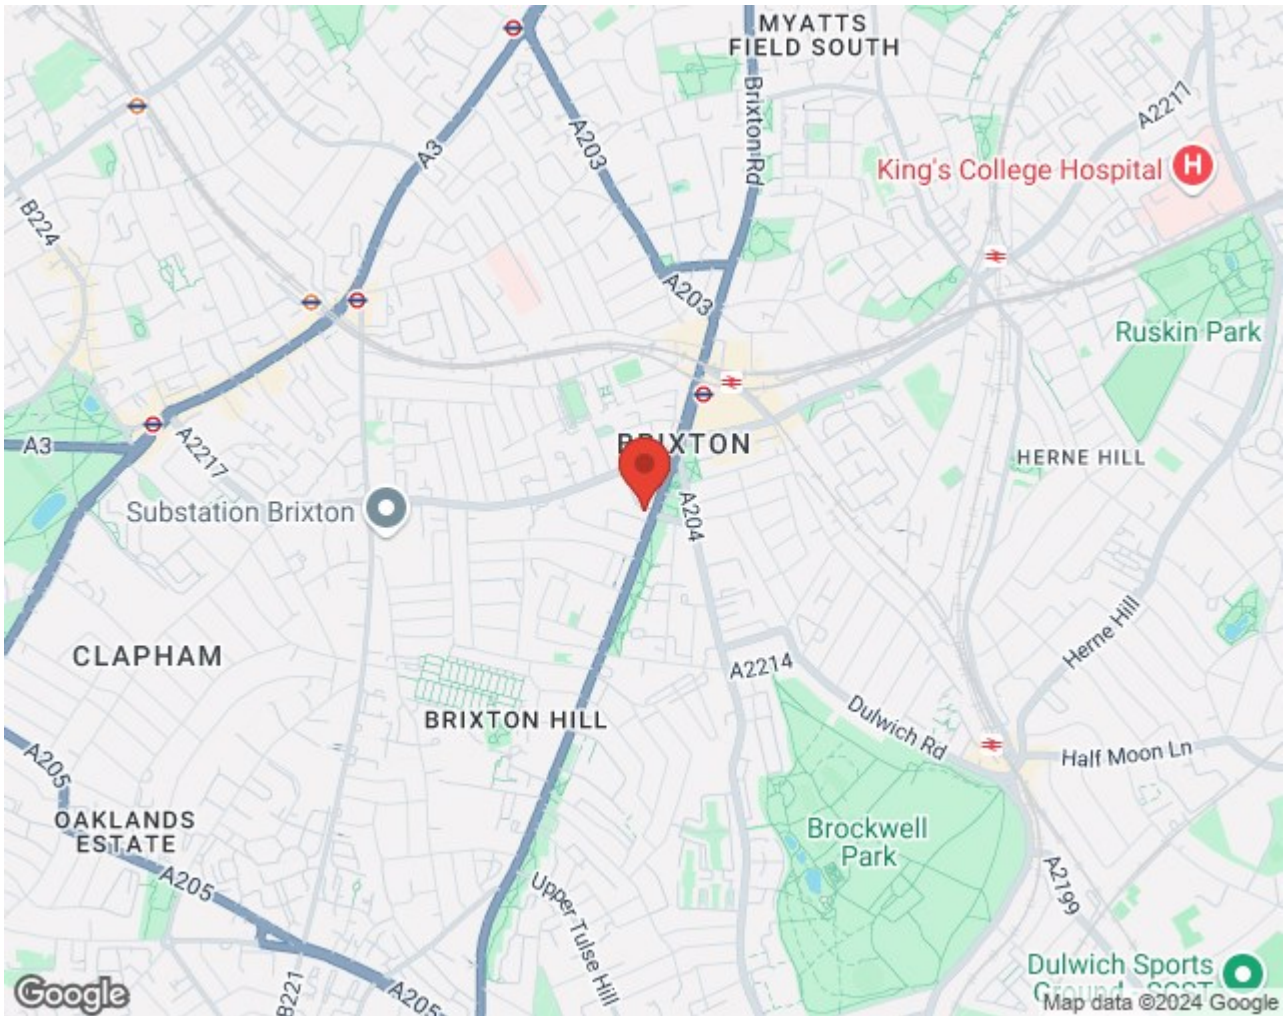 MYATTS
FIELD SOUTH
A203
Brixton Rd
A2217
A3
King's College Hospital
H
B224
A203
Ruskin Park
A3
A2217
BRIXTON
HERNE HILL
Substation Brixton
A204
Herne Hill
CLAPHAM
A2214
BRIXTON HILL
Dulwich Rd
Half Moon Ln
A205
OAKLANDS
ESTATE
Brockwell
Park
A205
Upper Tulse Hill
A2199
B221
A205
Dulwich Sports
Ground - SCST
Google
Map data ©2024 Google